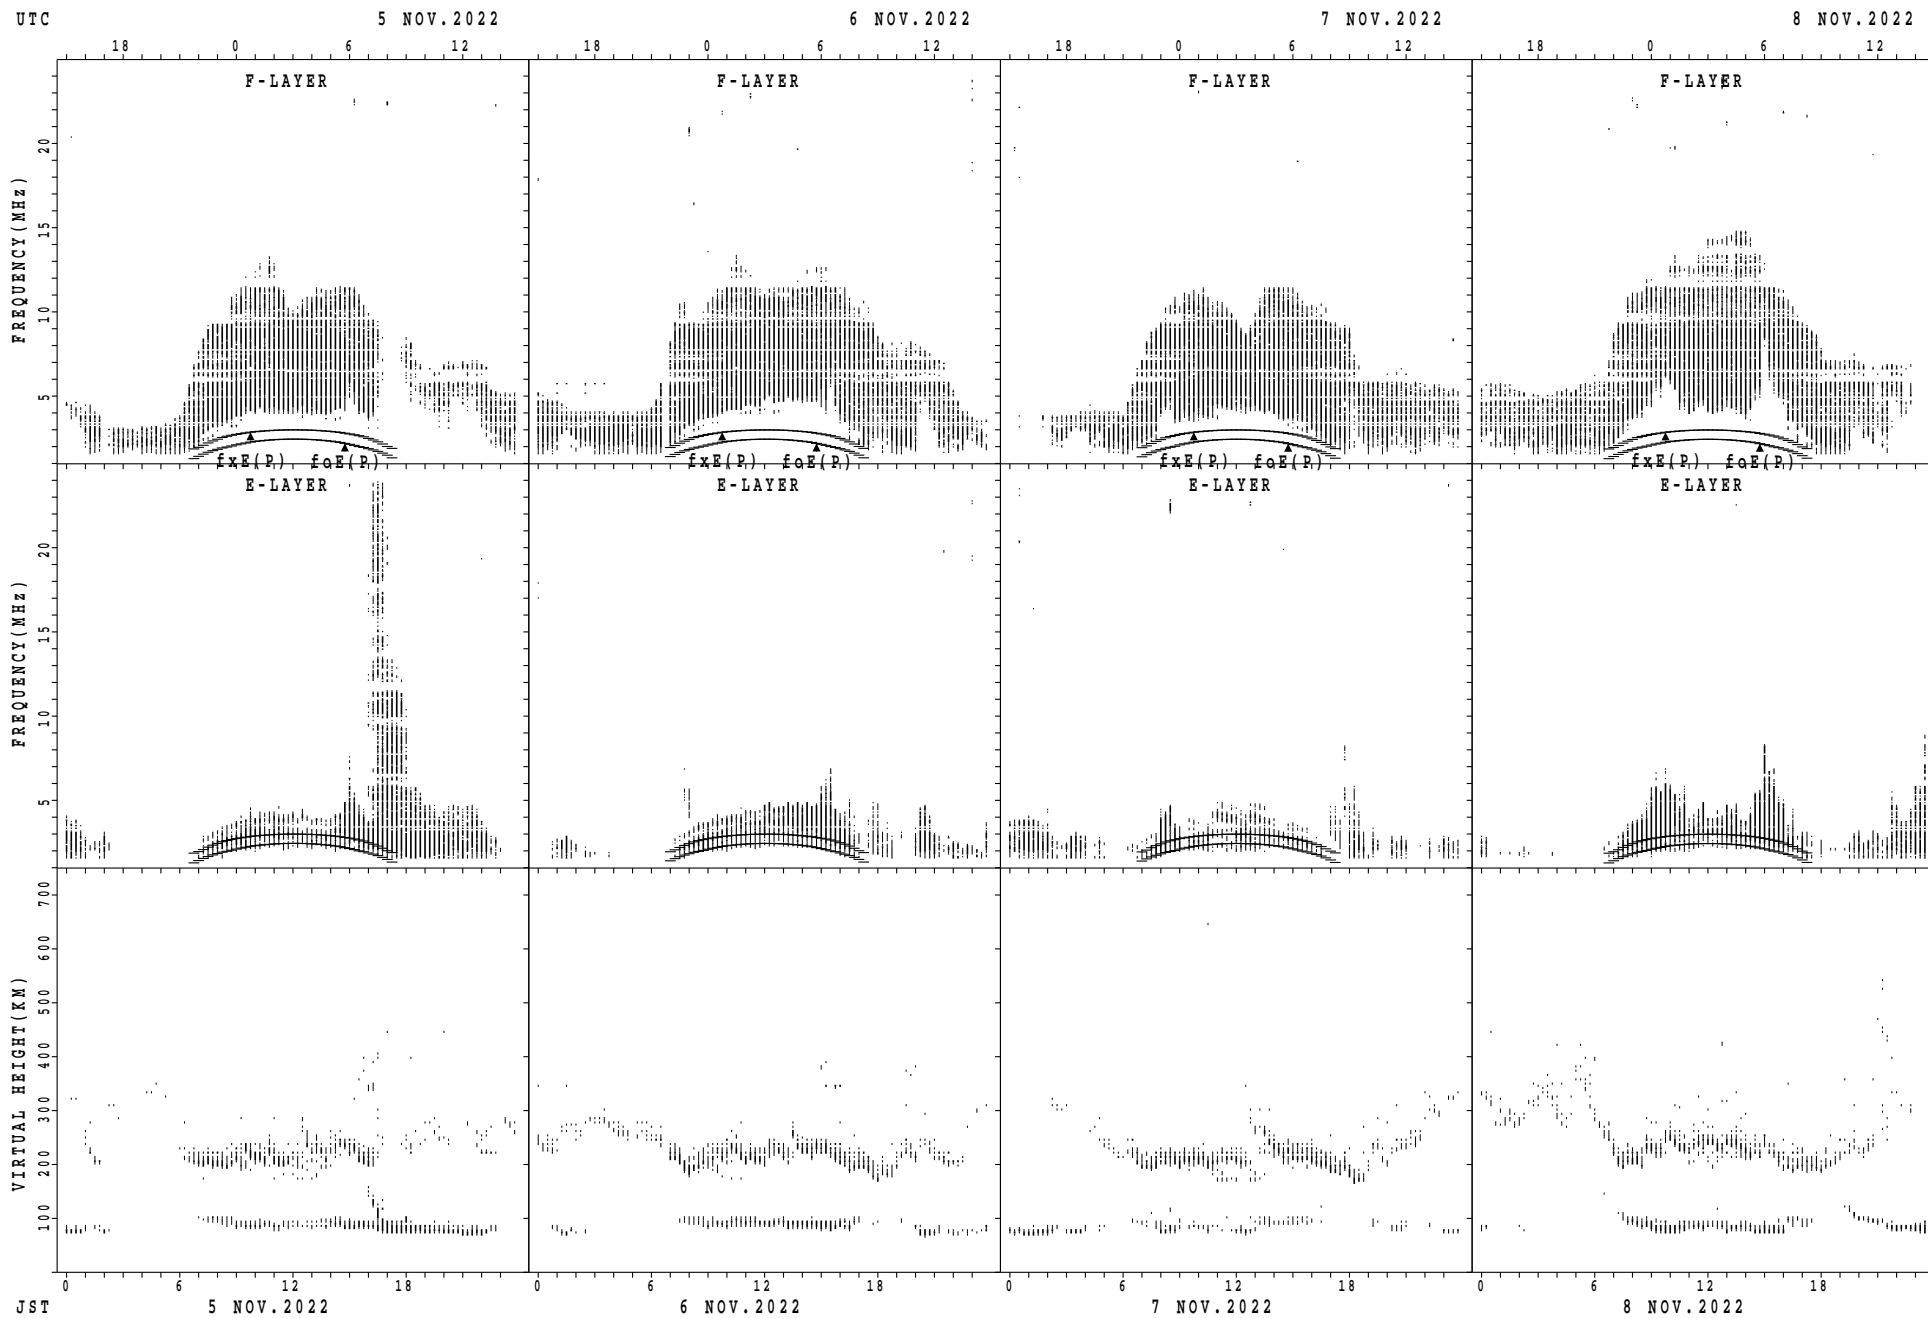 UTC 5 NOV.2022 6 NOV.2022 7 NOV.2022 8 NOV.2022
18 0 6 12 18 0 6 12 18 0 6 12 18 0 6 12
F-LAYER F-LAYER F-LAYER F-LAYER
FREQUENCY(MHz)
20
15
10
5
fxE(P) foE(P) fxE(P) foE(P) fxE(P) foE(P) fxE(P) foE(P)
E-LAYER E-LAYER E-LAYER E-LAYER
FREQUENCY(MHz)
20
15
10
5
VIRTUAL HEIGHT(KM)
700
600
500
400
300
200
100
0 6 12 18 0 6 12 18 0 6 12 18 0 6 12 18
JST 5 NOV.2022 6 NOV.2022 7 NOV.2022 8 NOV.2022